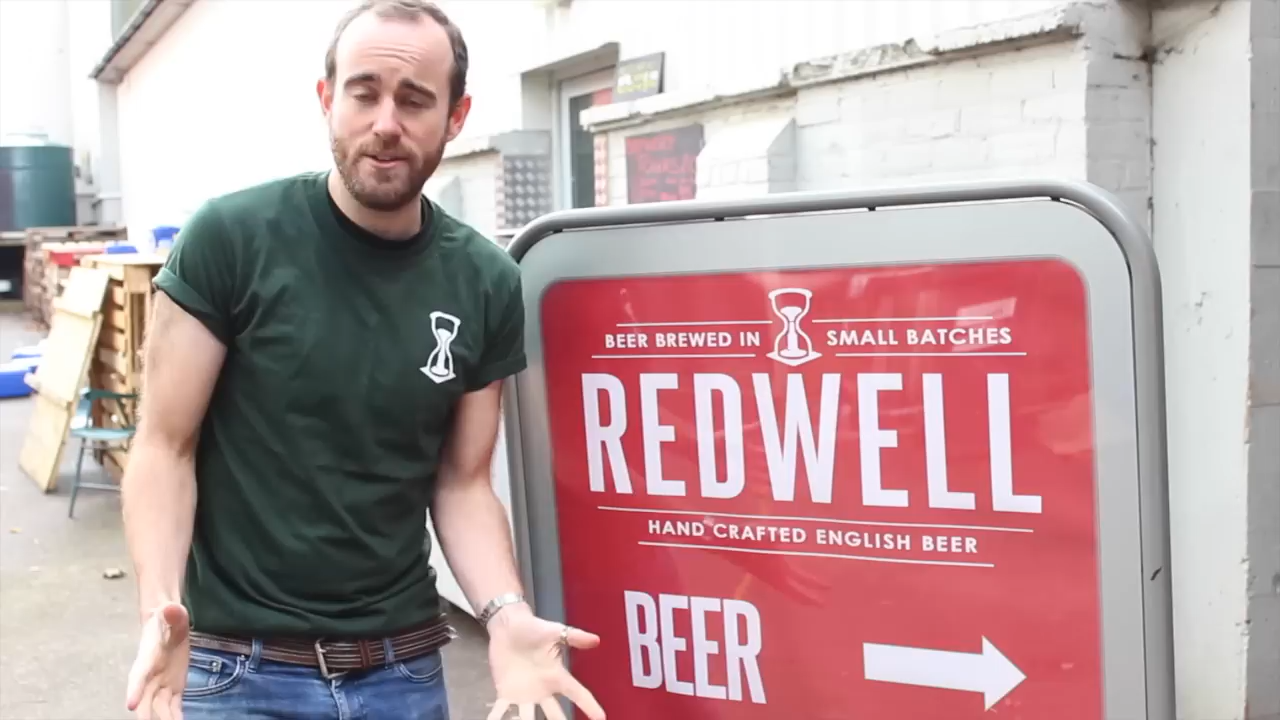 BEER BREWED IN SMALL BATCHES
REDWELL
HAND CRAFTED ENGLISH BEER
BEER